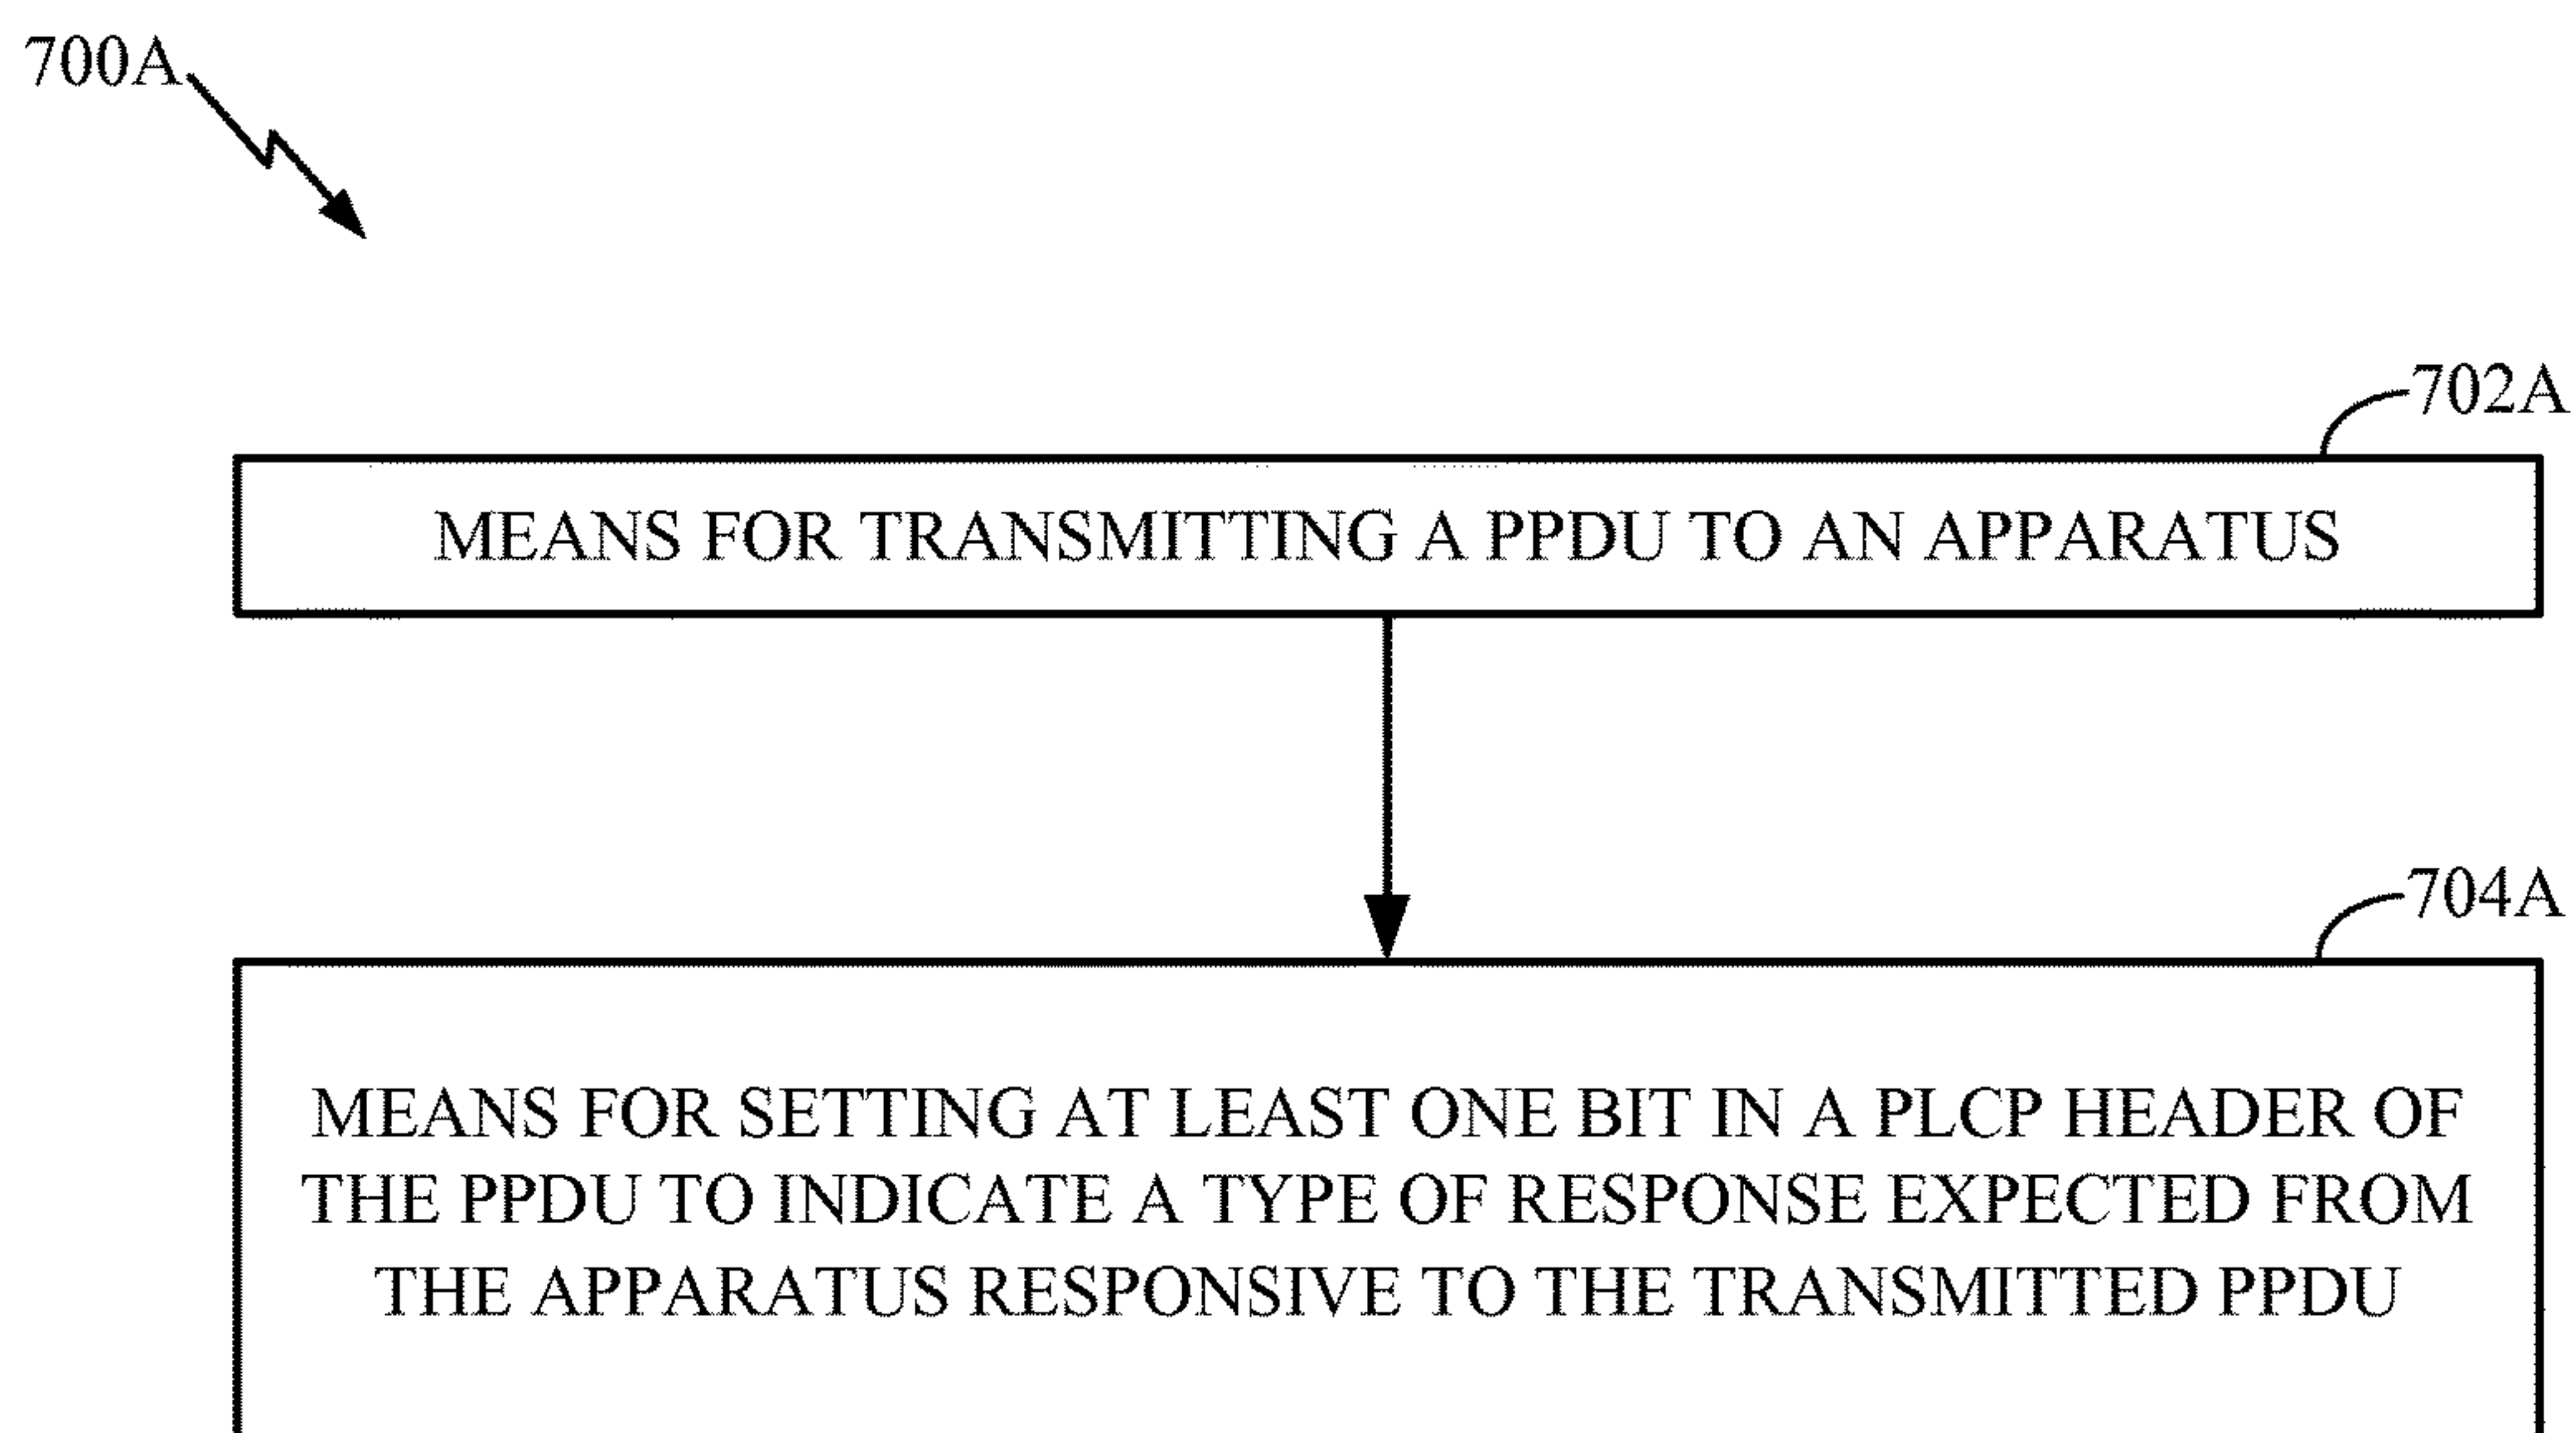 700A
702A
MEANS FOR TRANSMITTING A PPDU TO AN APPARATUS
704A
MEANS FOR SETTING AT LEAST ONE BIT IN A PLCP HEADER OF
THE PPDU TO INDICATE A TYPE OF RESPONSE EXPECTED FROM
THE APPARATUS RESPONSIVE TO THE TRANSMITTED PPDU